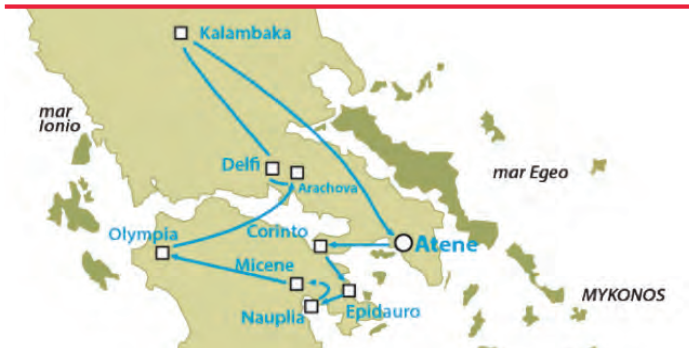 Kalambaka
mar
Ionio
Delfi
Arachova
mar Egeo
Olympia
Corinto
Atene
Micene
MYKONOS
Nauplia
Epidauro